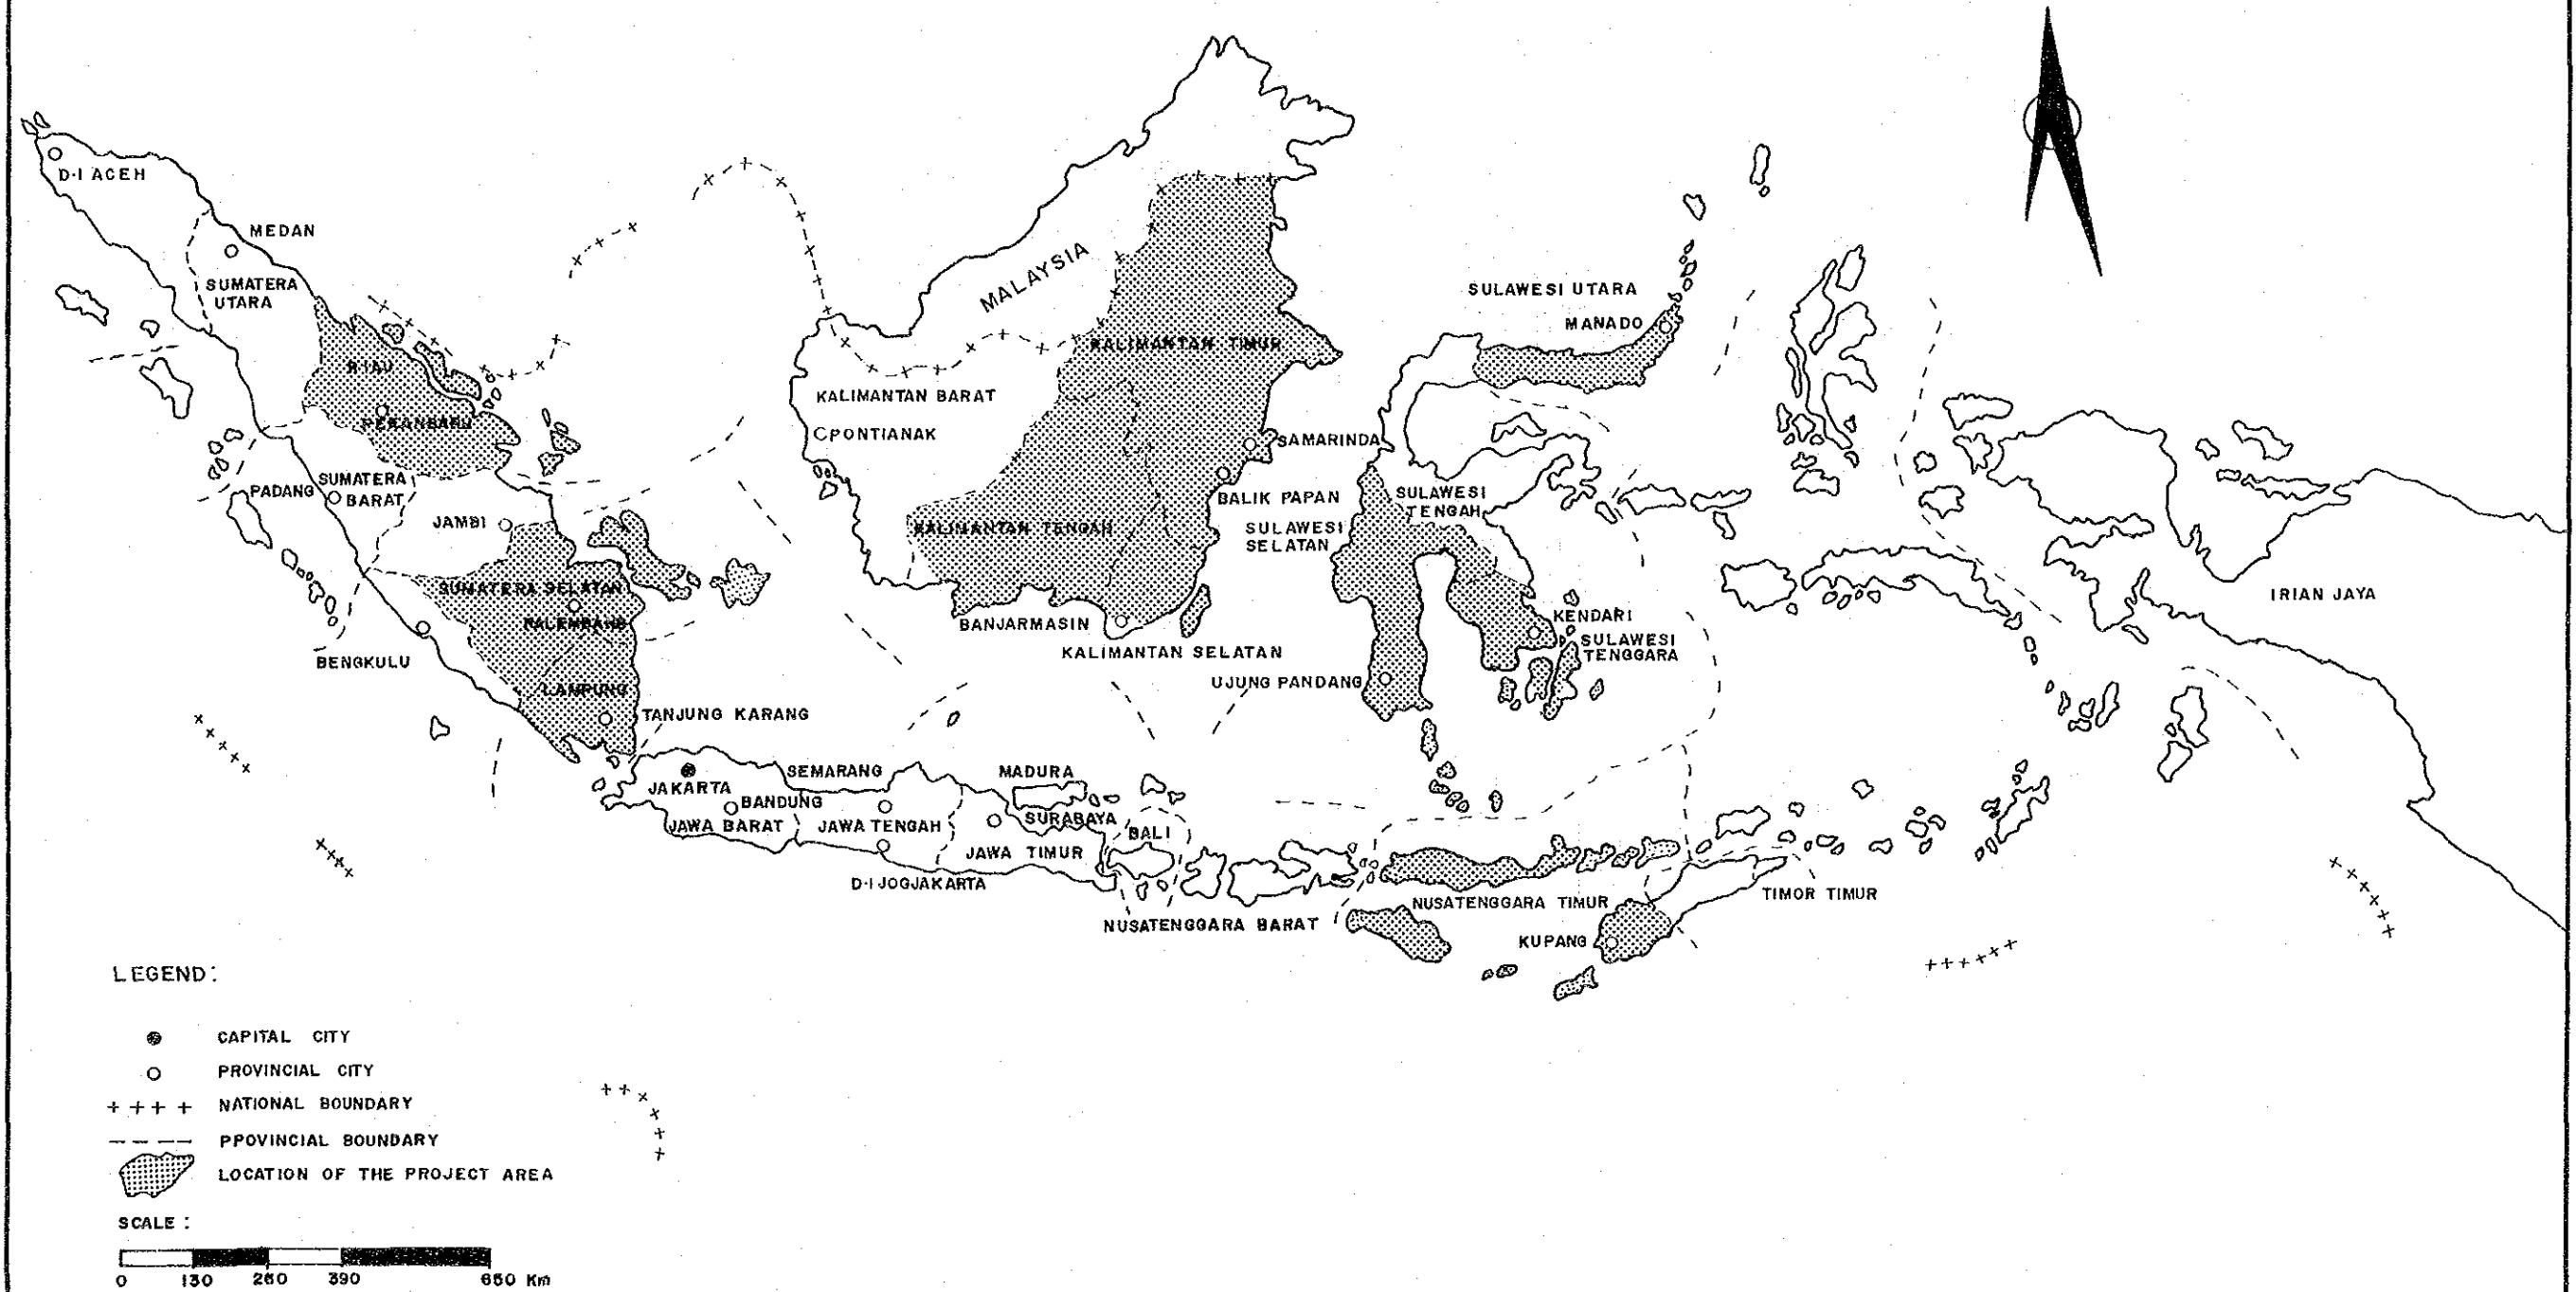 D·I ACEH
MEDAN
SUMATERA
UTARA
RIAU
PEKANBARU
PADANG
SUMATERA
BARAT
JAMBI
SUMATERA SELATAN
PALEMBANG
BENGKULU
LAMPUNG
TANJUNG KARANG
MALAYSIA
KALIMANTAN TIMUR
KALIMANTAN BARAT
PONTIANAK
SAMARINDA
BALIK PAPAN
KALIMANTAN TENGAH
BANJARMASIN
KALIMANTAN SELATAN
SULAWESI UTARA
MANADO
SULAWESI
TENGAH
SULAWESI
SELATAN
KENDARI
SULAWESI
TENGGARA
UJUNG PANDANG
IRIAN JAYA
JAKARTA
BANDUNG
JAWA BARAT
SEMARANG
JAWA TENGAH
D·I JOGJAKARTA
MADURA
SURABAYA
JAWA TIMUR
BALI
NUSATENGGARA BARAT
NUSATENGGARA TIMUR
KUPANG
TIMOR TIMUR
LEGEND:
CAPITAL CITY
PROVINCIAL CITY
++++ NATIONAL BOUNDARY
---- PPOVINCIAL BOUNDARY
LOCATION OF THE PROJECT AREA
SCALE :
0 130 260 390 650 Km